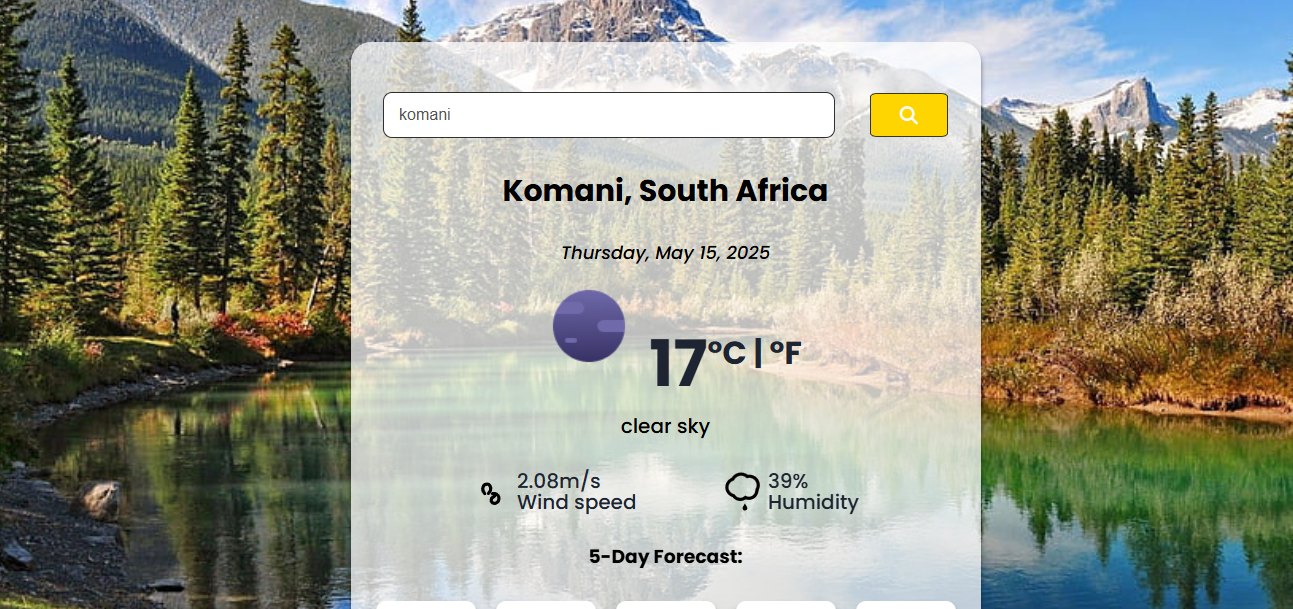 komani
Komani, South Africa
Thursday, May 15, 2025
17°C | °F
clear sky
2.08m/s
Wind speed
39%
Humidity
5-Day Forecast: